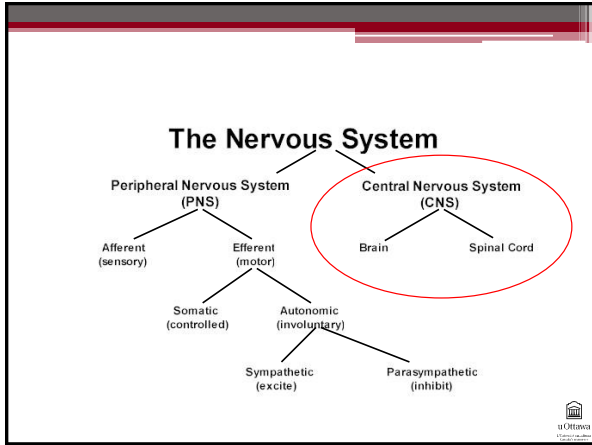 The Nervous System
Peripheral Nervous System
(PNS)
Central Nervous System
(CNS)
Afferent
(sensory)
Efferent
(motor)
Brain
Spinal Cord
Somatic
(controlled)
Autonomic
(involuntary)
Sympathetic
(excite)
Parasympathetic
(inhibit)
uOttawa